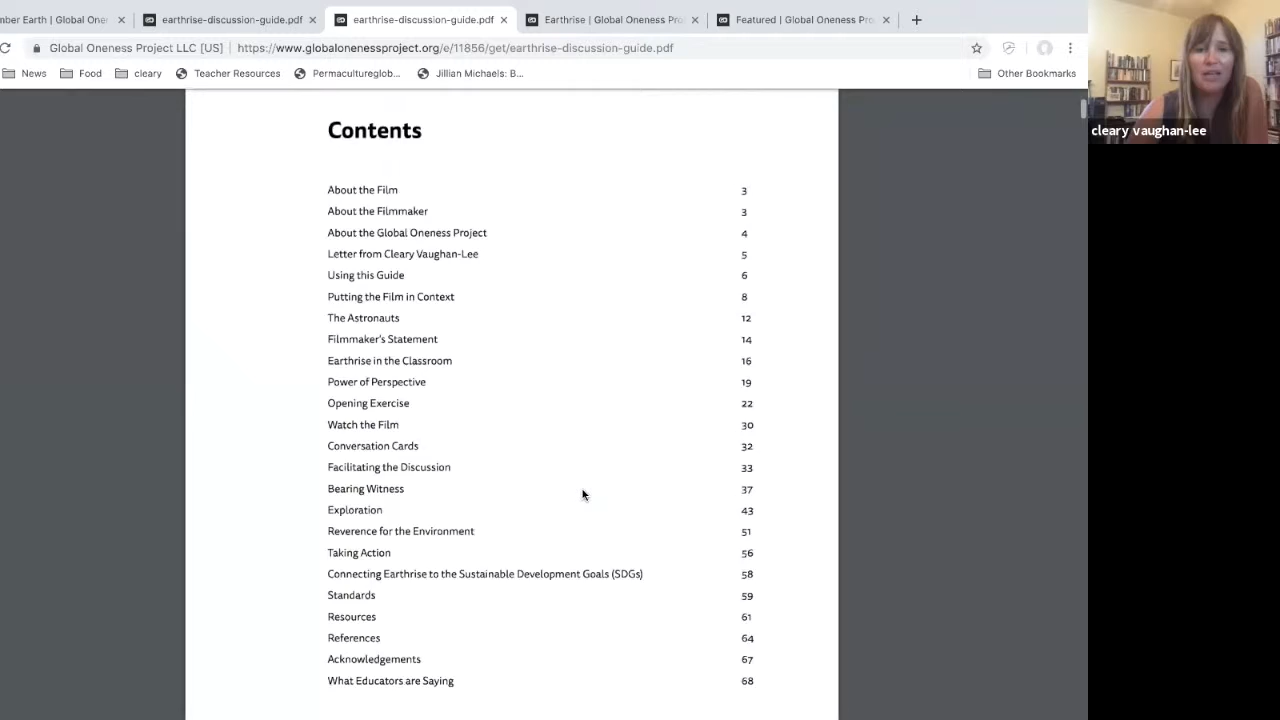 mber Earth | Global Onen
earthrise-discussion-guide.pdf
earthrise-discussion-guide.pdf
Earthrise | Global Oneness Pro
Featured | Global Oneness Pro
Global Oneness Project LLC [US] | https://www.globalonenessproject.org/e/11856/get/earthrise-discussion-guide.pdf
News
Food
cleary
Teacher Resources
Permacultureglob...
Jillian Michaels: B...
Other Bookmarks
cleary vaughan-lee
Contents
About the Film 3
About the Filmmaker 3
About the Global Oneness Project 4
Letter from Cleary Vaughan-Lee 5
Using this Guide 6
Putting the Film in Context 8
The Astronauts 12
Filmmaker's Statement 14
Earthrise in the Classroom 16
Power of Perspective 19
Opening Exercise 22
Watch the Film 30
Conversation Cards 32
Facilitating the Discussion 33
Bearing Witness 37
Exploration 43
Reverence for the Environment 51
Taking Action 56
Connecting Earthrise to the Sustainable Development Goals (SDGs) 58
Standards 59
Resources 61
References 64
Acknowledgements 67
What Educators are Saying 68